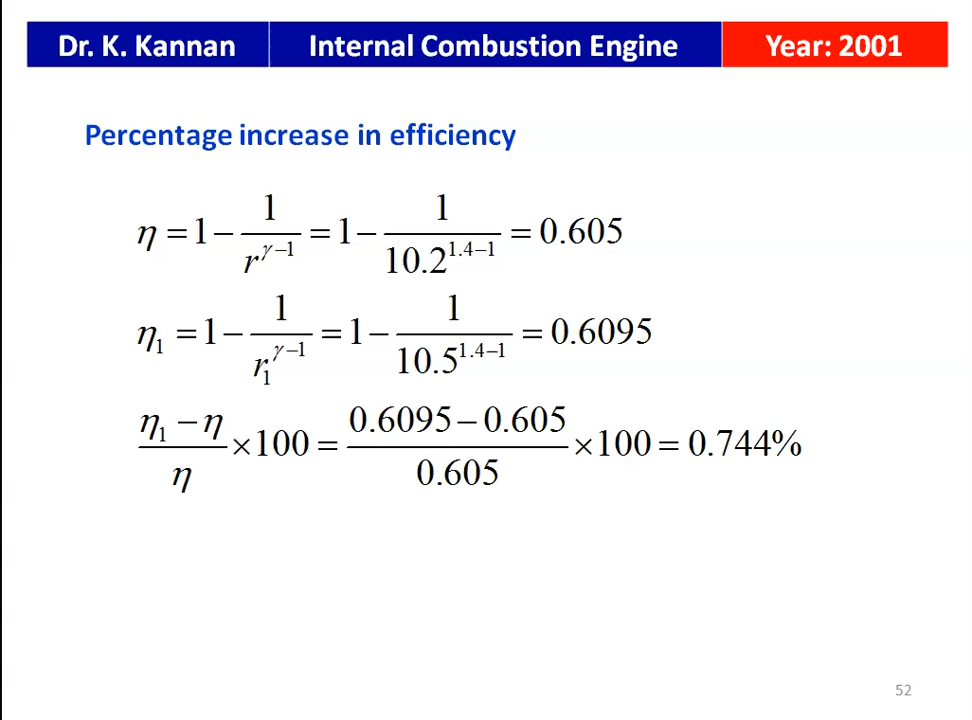 Dr. K. Kannan Internal Combustion Engine Year: 2001
Percentage increase in efficiency
η = 1 − 1 / r^(γ−1) = 1 − 1 / 10.2^(1.4−1) = 0.605
η₁ = 1 − 1 / r₁^(γ−1) = 1 − 1 / 10.5^(1.4−1) = 0.6095
(η₁ − η) / η × 100 = (0.6095 − 0.605) / 0.605 × 100 = 0.744%
52